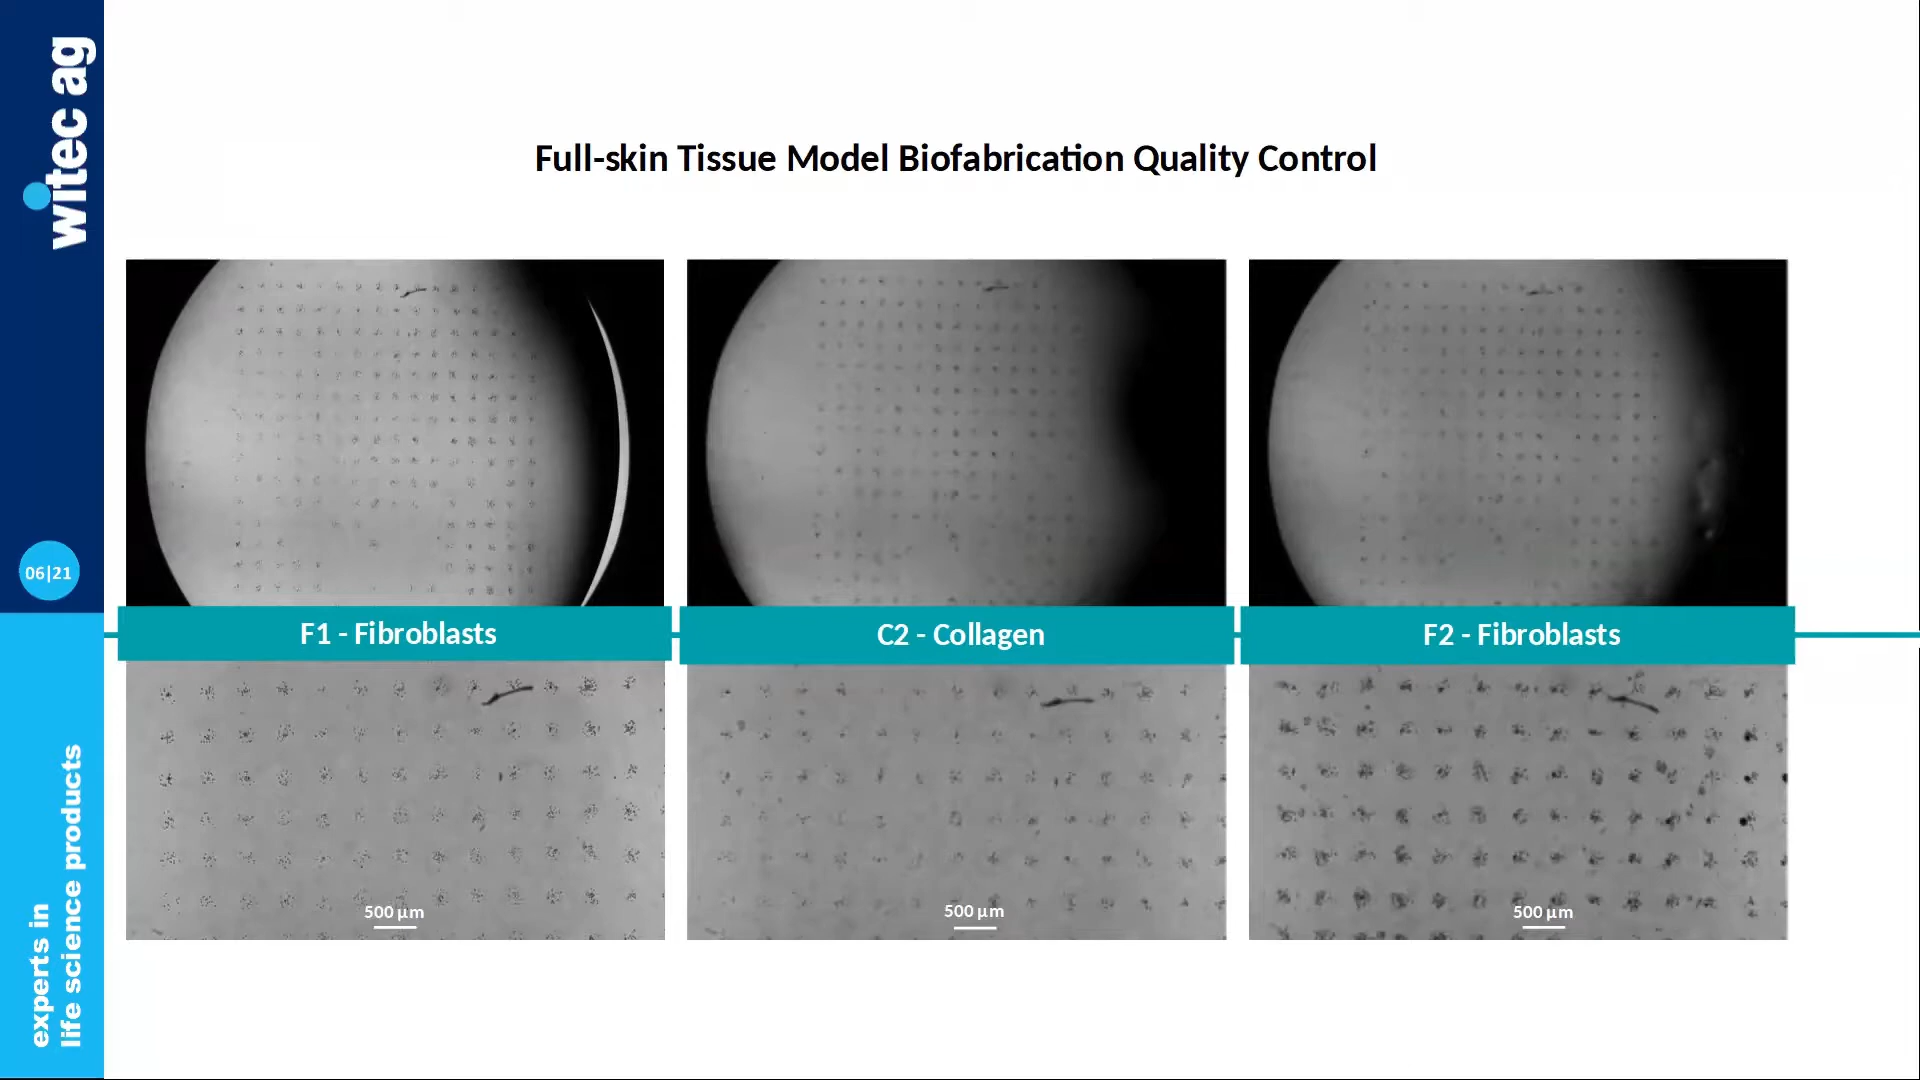 witec ag
Full-skin Tissue Model Biofabrication Quality Control
F1 - Fibroblasts
C2 - Collagen
F2 - Fibroblasts
500 µm
500 µm
500 µm
06|21
experts in
life science products